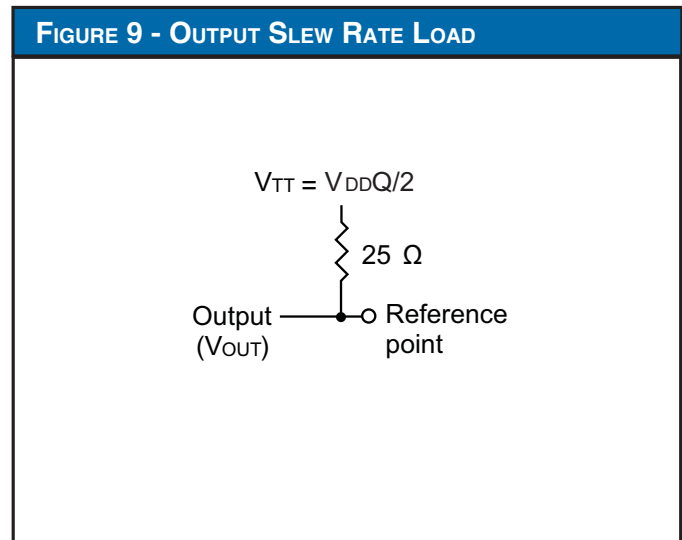 FIGURE 9 - OUTPUT SLEW RATE LOAD
VTT = VDDQ/2
25 Ω
Output
(VOUT)
Reference
point